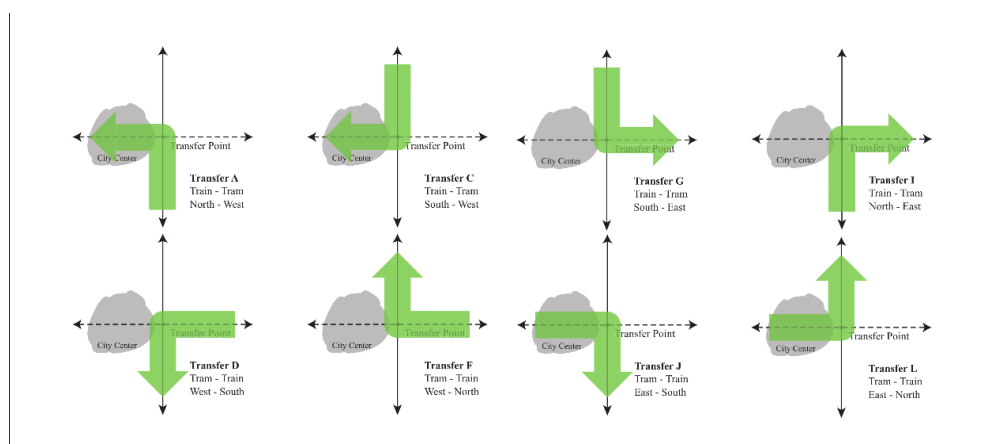 City Center
Transfer Point
Transfer A
Train - Tram
North - West
City Center
Transfer Point
Transfer C
Train - Tram
South - West
City Center
Transfer Point
Transfer G
Train - Tram
South - East
City Center
Transfer Point
Transfer I
Train - Tram
North - East
City Center
Transfer Point
Transfer D
Tram - Train
West - South
City Center
Transfer Point
Transfer F
Tram - Train
West - North
City Center
Transfer Point
Transfer J
Tram - Train
East - South
City Center
Transfer Point
Transfer L
Tram - Train
East - North